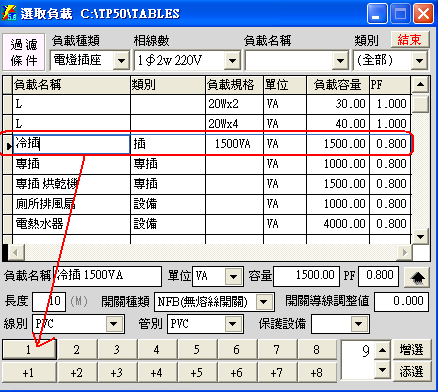 選取負載 C:\TP50\TABLES
過濾條件 負載種類 相線數 負載名稱 類別 結束
電燈插座 1φ2w 220V (全部)
負載名稱 類別 負載規格 單位 負載容量 PF
L 20Wx2 VA 30.00 1.000
L 20Wx4 VA 40.00 1.000
冷插 插 1500VA VA 1500.00 0.800
專插 專插 VA 1000.00 0.800
專插 烘乾機 專插 VA 1500.00 0.800
廁所排風扇 設備 VA 1000.00 0.800
電熱水器 設備 VA 4000.00 0.800
負載名稱 冷插 1500VA 單位 VA 容量 1500.00 PF 0.800
長度 10 (M) 開關種類 NFB(無熔絲開關) 開關導線調整值 0.000
線別 PVC 管別 PVC 保護設備
1 2 3 4 5 6 7 8 9 增選
+1 +2 +3 +4 +5 +6 +7 +8 添選